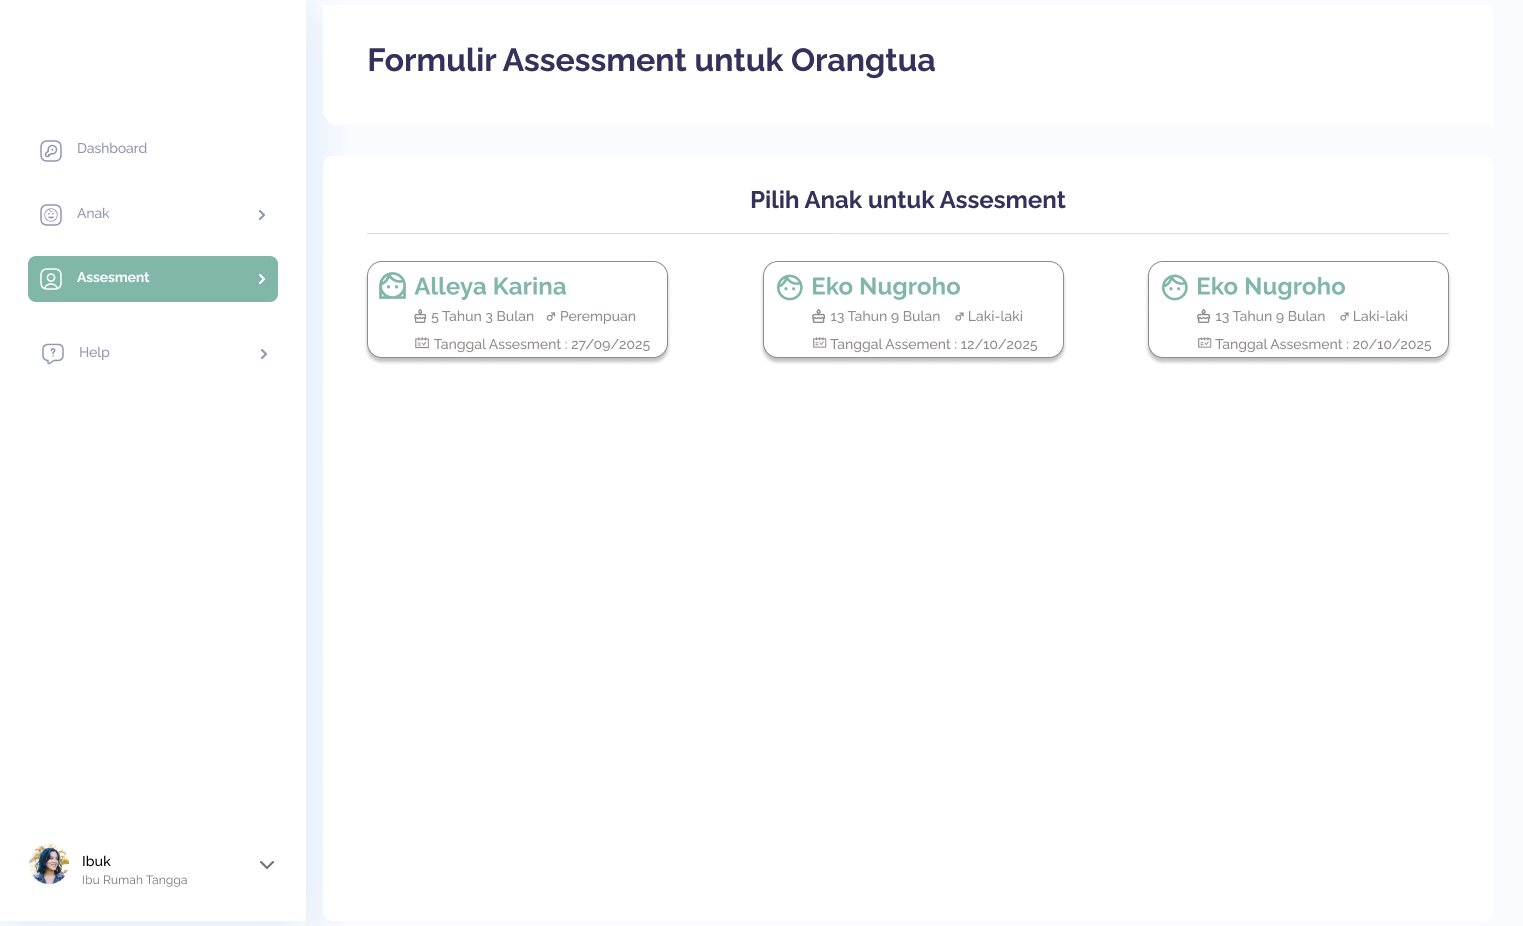 Formulir Assessment untuk Orangtua
Dashboard
Anak
Assesment
Help
Pilih Anak untuk Assesment
Alleya Karina
5 Tahun 3 Bulan ♂ Perempuan
Tanggal Assesment : 27/09/2025
Eko Nugroho
13 Tahun 9 Bulan ♂ Laki-laki
Tanggal Assement : 12/10/2025
Eko Nugroho
13 Tahun 9 Bulan ♂ Laki-laki
Tanggal Assesment : 20/10/2025
Ibuk
Ibu Rumah Tangga